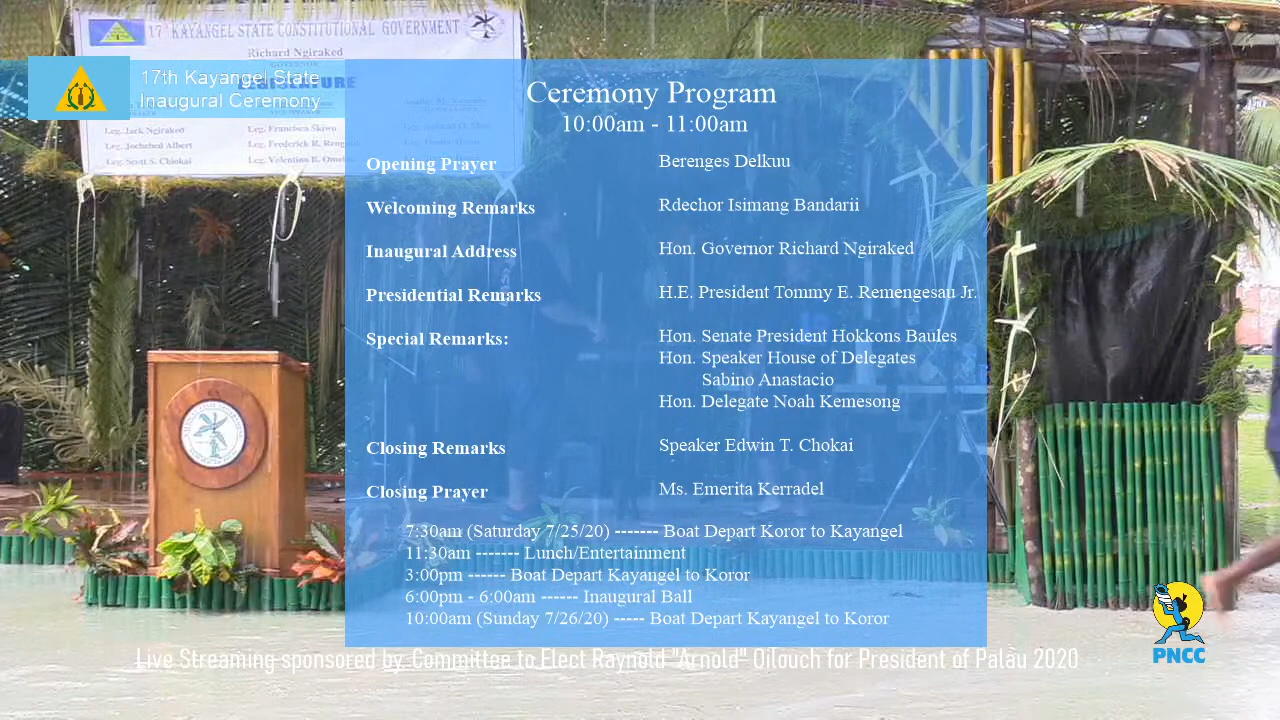 17th KAYANGEL STATE CONSTITUTIONAL GOVERNMENT
Richard Ngiraked
GOVERNOR
LEGISLATURE
Leg. Jack Ngiraked
Leg. Francisca Skiwo
Leg. Jochebed Albert
Leg. Frederick R.
Leg. Scott S. Chokai
Leg. Valentino R.
17th Kayangel State
Inaugural Ceremony
Ceremony Program
10:00am - 11:00am
Opening Prayer Berenges Delkuu
Welcoming Remarks Rdechor Isimang Bandarii
Inaugural Address Hon. Governor Richard Ngiraked
Presidential Remarks H.E. President Tommy E. Remengesau Jr.
Special Remarks: Hon. Senate President Hokkons Baules
Hon. Speaker House of Delegates
Sabino Anastacio
Hon. Delegate Noah Kemesong
Closing Remarks Speaker Edwin T. Chokai
Closing Prayer Ms. Emerita Kerradel
7:30am (Saturday 7/25/20) ------- Boat Depart Koror to Kayangel
11:30am ------- Lunch/Entertainment
3:00pm ------ Boat Depart Kayangel to Koror
6:00pm - 6:00am ------ Inaugural Ball
10:00am (Sunday 7/26/20) ----- Boat Depart Kayangel to Koror
Live Streaming sponsored by Committee to Elect Raynold "Arnold" Oilouch for President of Palau 2020
PNCC